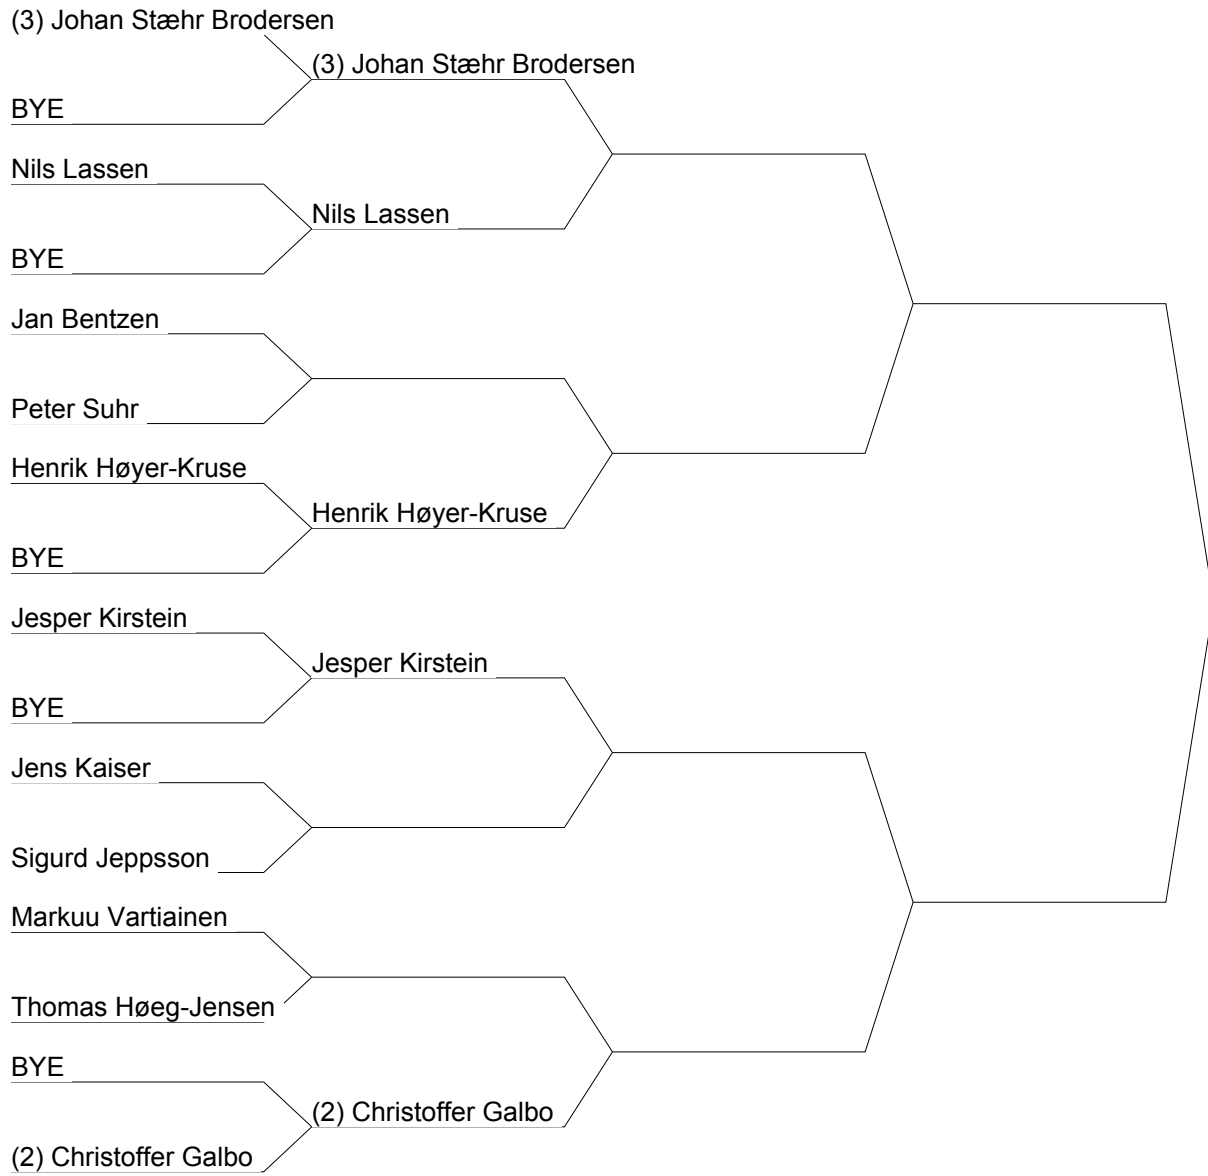 (3) Johan Stæhr Brodersen
(3) Johan Stæhr Brodersen
BYE
Nils Lassen
Nils Lassen
BYE
Jan Bentzen
Peter Suhr
Henrik Høyer-Kruse
Henrik Høyer-Kruse
BYE
Jesper Kirstein
Jesper Kirstein
BYE
Jens Kaiser
Sigurd Jeppsson
Markuu Vartiainen
Thomas Høeg-Jensen
BYE
(2) Christoffer Galbo
(2) Christoffer Galbo